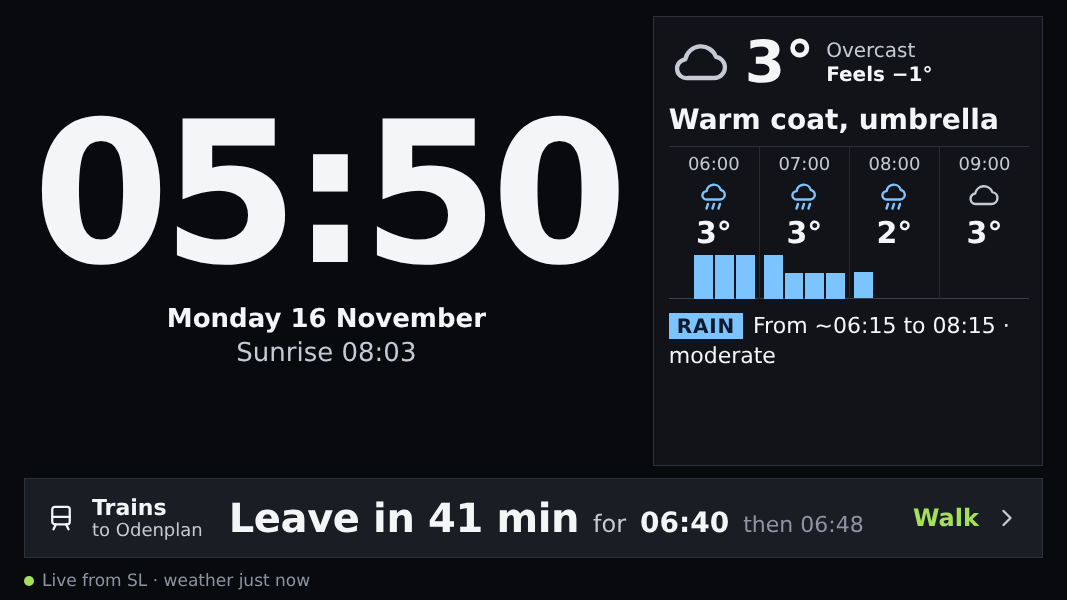 05:50
Monday 16 November
Sunrise 08:03
3° Overcast
Feels −1°
Warm coat, umbrella
06:00 07:00 08:00 09:00
3° 3° 2° 3°
RAIN From ~06:15 to 08:15 ·
moderate
Trains
to Odenplan
Leave in 41 min for 06:40 then 06:48
Walk
Live from SL · weather just now